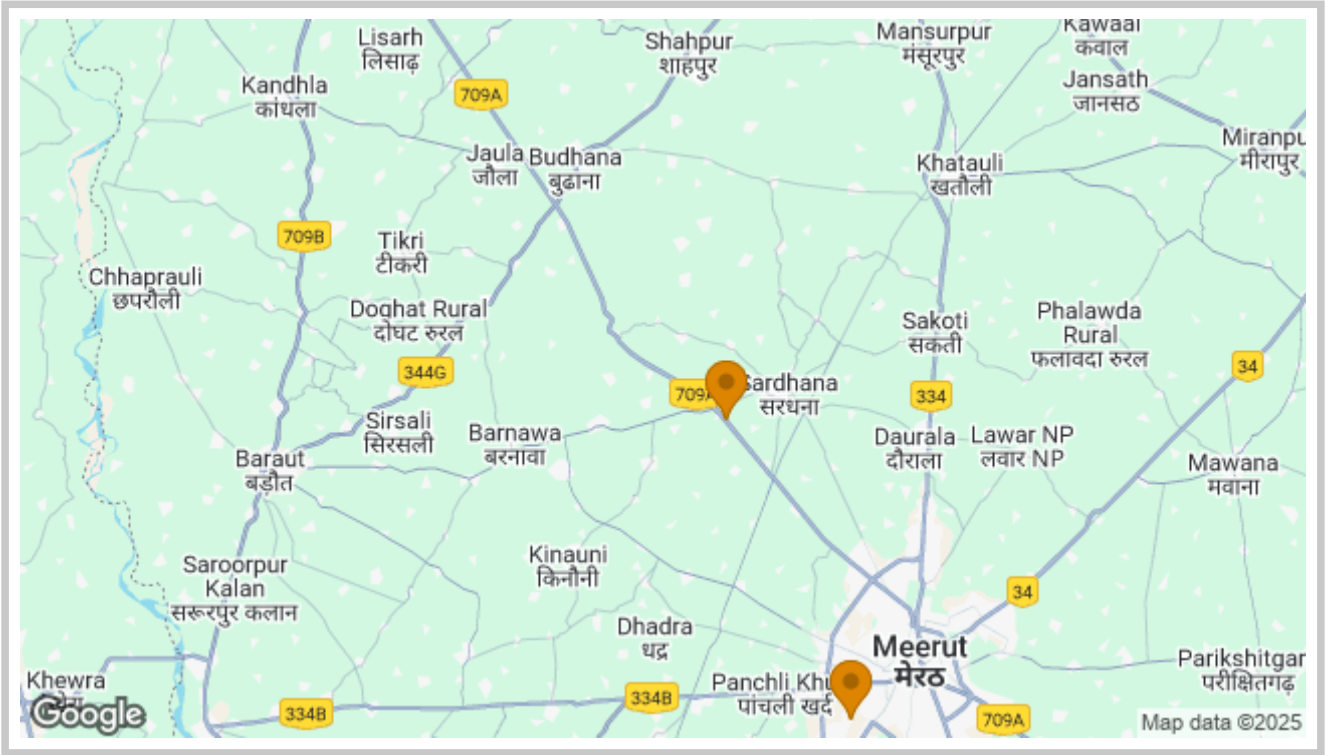 Lisarh
लिसाढ़
Shahpur
शाहपुर
Mansurpur
मंसूरपुर
Kawaal
कवाल
Kandhla
कांधला
709A
Jansath
जानसठ
Jaula
जौला
Budhana
बुढाना
Khatauli
खतौली
मीरापुर
709B
Tikri
टीकरी
Chhaprauli
छपरौली
Doghat Rural
दोघट रुरल
Sakoti
सकती
Phalawda
Rural
फलावदा रुरल
344G
34
Sardhana
सरधना
334
Sirsali
सिरसली
Barnawa
बरनावा
Daurala
दौराला
Lawar NP
लवार NP
Baraut
बड़ौत
Mawana
मवाना
Saroorpur
Kalan
सरूरपुर कलान
Kinauni
किनौनी
34
Dhadra
धद्र
Meerut
मेरठ
Khewra
Panchli
पांचली खर्द
परीक्षितगढ़
334B
334B
709A
Google
Map data ©2025